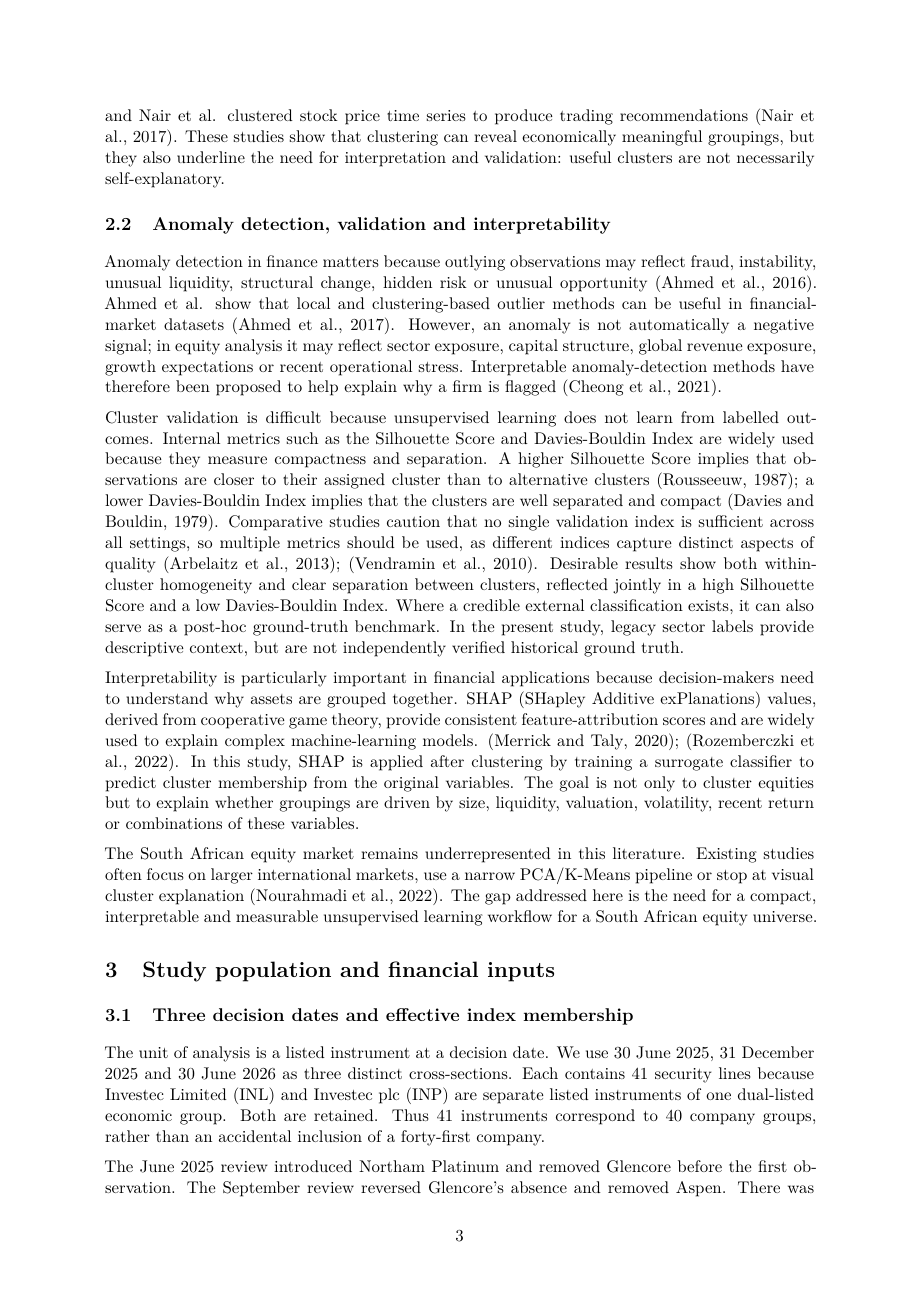 and Nair et al. clustered stock price time series to produce trading recommendations (Nair et
al., 2017). These studies show that clustering can reveal economically meaningful groupings, but
they also underline the need for interpretation and validation: useful clusters are not necessarily
self-explanatory.
2.2 Anomaly detection, validation and interpretability
Anomaly detection in finance matters because outlying observations may reflect fraud, instability,
unusual liquidity, structural change, hidden risk or unusual opportunity (Ahmed et al., 2016).
Ahmed et al. show that local and clustering-based outlier methods can be useful in financial-
market datasets (Ahmed et al., 2017). However, an anomaly is not automatically a negative
signal; in equity analysis it may reflect sector exposure, capital structure, global revenue exposure,
growth expectations or recent operational stress. Interpretable anomaly-detection methods have
therefore been proposed to help explain why a firm is flagged (Cheong et al., 2021).
Cluster validation is difficult because unsupervised learning does not learn from labelled out-
comes. Internal metrics such as the Silhouette Score and Davies-Bouldin Index are widely used
because they measure compactness and separation. A higher Silhouette Score implies that ob-
servations are closer to their assigned cluster than to alternative clusters (Rousseeuw, 1987); a
lower Davies-Bouldin Index implies that the clusters are well separated and compact (Davies and
Bouldin, 1979). Comparative studies caution that no single validation index is sufficient across
all settings, so multiple metrics should be used, as different indices capture distinct aspects of
quality (Arbelaitz et al., 2013); (Vendramin et al., 2010). Desirable results show both within-
cluster homogeneity and clear separation between clusters, reflected jointly in a high Silhouette
Score and a low Davies-Bouldin Index. Where a credible external classification exists, it can also
serve as a post-hoc ground-truth benchmark. In the present study, legacy sector labels provide
descriptive context, but are not independently verified historical ground truth.
Interpretability is particularly important in financial applications because decision-makers need
to understand why assets are grouped together. SHAP (SHapley Additive exPlanations) values,
derived from cooperative game theory, provide consistent feature-attribution scores and are widely
used to explain complex machine-learning models. (Merrick and Taly, 2020); (Rozemberczki et
al., 2022). In this study, SHAP is applied after clustering by training a surrogate classifier to
predict cluster membership from the original variables. The goal is not only to cluster equities
but to explain whether groupings are driven by size, liquidity, valuation, volatility, recent return
or combinations of these variables.
The South African equity market remains underrepresented in this literature. Existing studies
often focus on larger international markets, use a narrow PCA/K-Means pipeline or stop at visual
cluster explanation (Nourahmadi et al., 2022). The gap addressed here is the need for a compact,
interpretable and measurable unsupervised learning workflow for a South African equity universe.
3 Study population and financial inputs
3.1 Three decision dates and effective index membership
The unit of analysis is a listed instrument at a decision date. We use 30 June 2025, 31 December
2025 and 30 June 2026 as three distinct cross-sections. Each contains 41 security lines because
Investec Limited (INL) and Investec plc (INP) are separate listed instruments of one dual-listed
economic group. Both are retained. Thus 41 instruments correspond to 40 company groups,
rather than an accidental inclusion of a forty-first company.
The June 2025 review introduced Northam Platinum and removed Glencore before the first ob-
servation. The September review reversed Glencore's absence and removed Aspen. There was
3